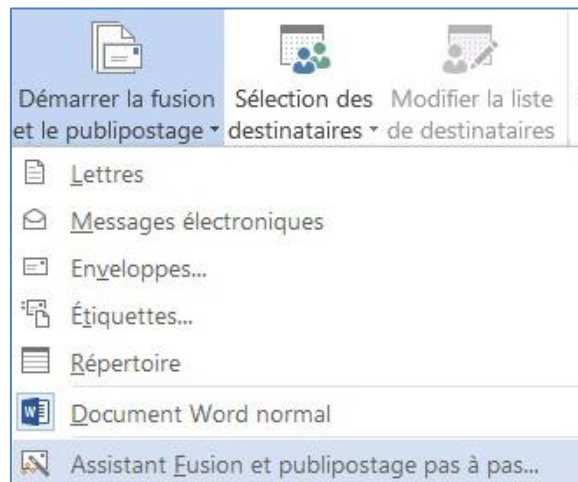 Démarrer la fusion
et le publipostage
Sélection des
destinataires
Modifier la liste
de destinataires
Lettres
Messages électroniques
Enveloppes...
Étiquettes...
Répertoire
Document Word normal
Assistant Fusion et publipostage pas à pas...